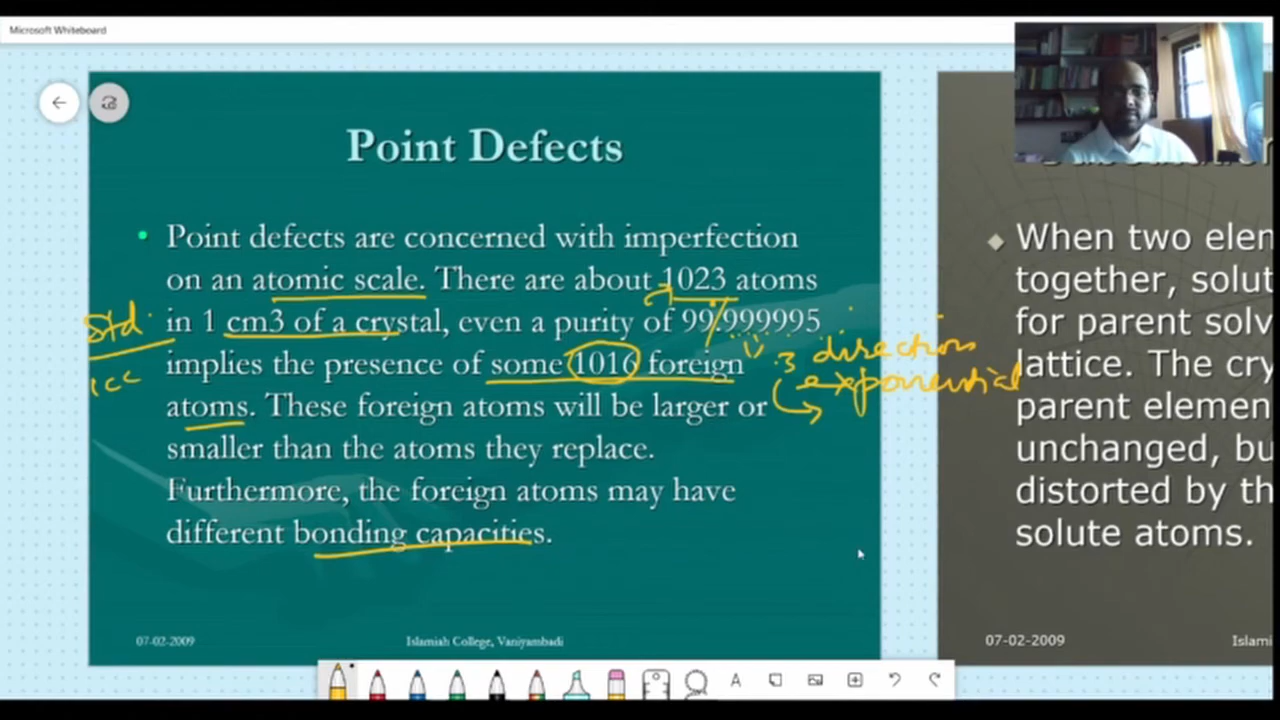 Microsoft Whiteboard
Point Defects
Point defects are concerned with imperfection
on an atomic scale. There are about 1023 atoms
in 1 cm3 of a crystal, even a purity of 99.999995
implies the presence of some 1016 foreign
atoms. These foreign atoms will be larger or
smaller than the atoms they replace.
Furthermore, the foreign atoms may have
different bonding capacities.
std.
1cc
3 direction
exponential
07-02-2009
Islamiah College, Vaniyambadi
When two elem
together, solut
for parent solv
lattice. The cry
parent elemen
unchanged, bu
distorted by th
solute atoms.
07-02-2009
Islami
A